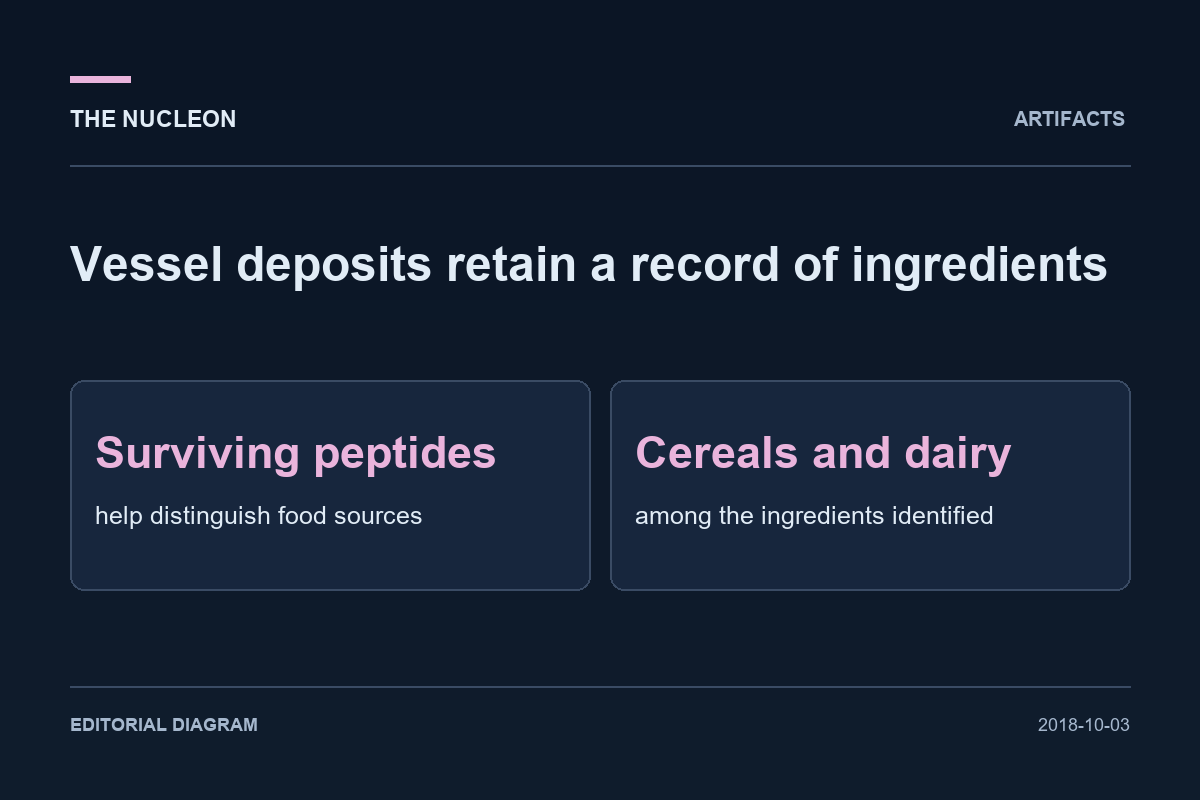 THE NUCLEON
ARTIFACTS
Vessel deposits retain a record of ingredients
Surviving peptides
help distinguish food sources
Cereals and dairy
among the ingredients identified
EDITORIAL DIAGRAM
2018-10-03